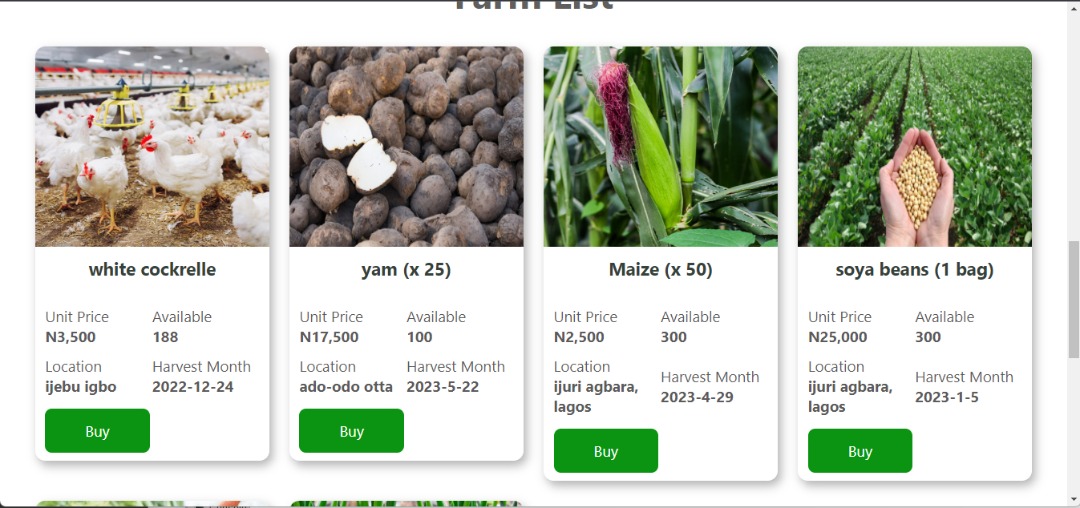 Farm List
white cockrelle
Unit Price
N3,500
Available
188
Location
ijebu igbo
Harvest Month
2022-12-24
Buy
yam (x 25)
Unit Price
N17,500
Available
100
Location
ado-odo otta
Harvest Month
2023-5-22
Buy
Maize (x 50)
Unit Price
N2,500
Available
300
Location
ijuri agbara,
lagos
Harvest Month
2023-4-29
Buy
soya beans (1 bag)
Unit Price
N25,000
Available
300
Location
ijuri agbara,
lagos
Harvest Month
2023-1-5
Buy